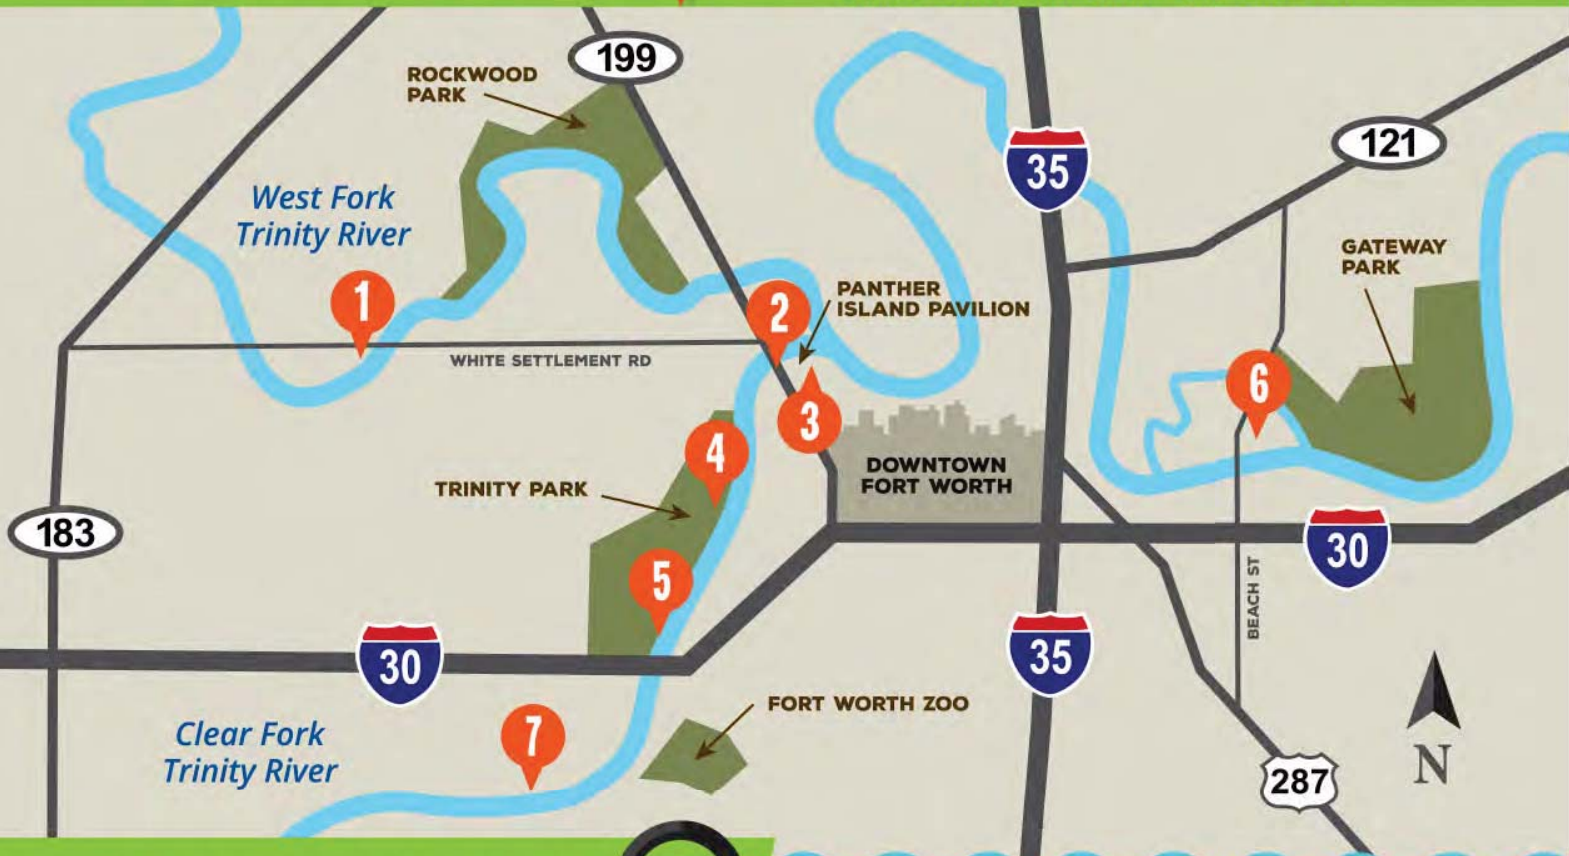 199
ROCKWOOD
PARK
121
35
West Fork
Trinity River
GATEWAY
PARK
1
2
PANTHER
ISLAND PAVILION
WHITE SETTLEMENT RD
6
3
4
DOWNTOWN
FORT WORTH
TRINITY PARK
183
30
5
BEACH ST
35
30
FORT WORTH ZOO
7
Clear Fork
Trinity River
N
287